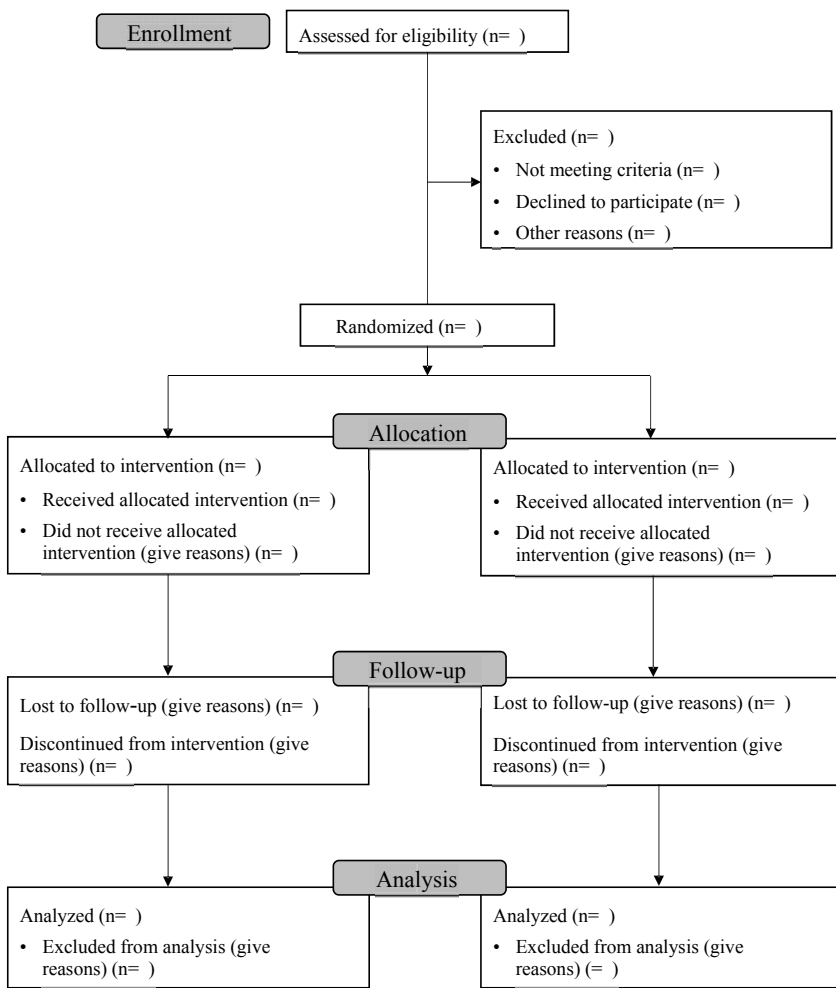 Enrollment
Assessed for eligibility (n= )
Excluded (n= )
• Not meeting criteria (n= )
• Declined to participate (n= )
• Other reasons (n= )
Randomized (n= )
Allocation
Allocated to intervention (n= )
• Received allocated intervention (n= )
• Did not receive allocated
intervention (give reasons) (n= )
Allocated to intervention (n= )
• Received allocated intervention (n= )
• Did not receive allocated
intervention (give reasons) (n= )
Follow-up
Lost to follow-up (give reasons) (n= )
Discontinued from intervention (give
reasons) (n= )
Lost to follow-up (give reasons) (n= )
Discontinued from intervention (give
reasons) (n= )
Analysis
Analyzed (n= )
• Excluded from analysis (give
reasons) (n= )
Analyzed (n= )
• Excluded from analysis (give
reasons) (= )